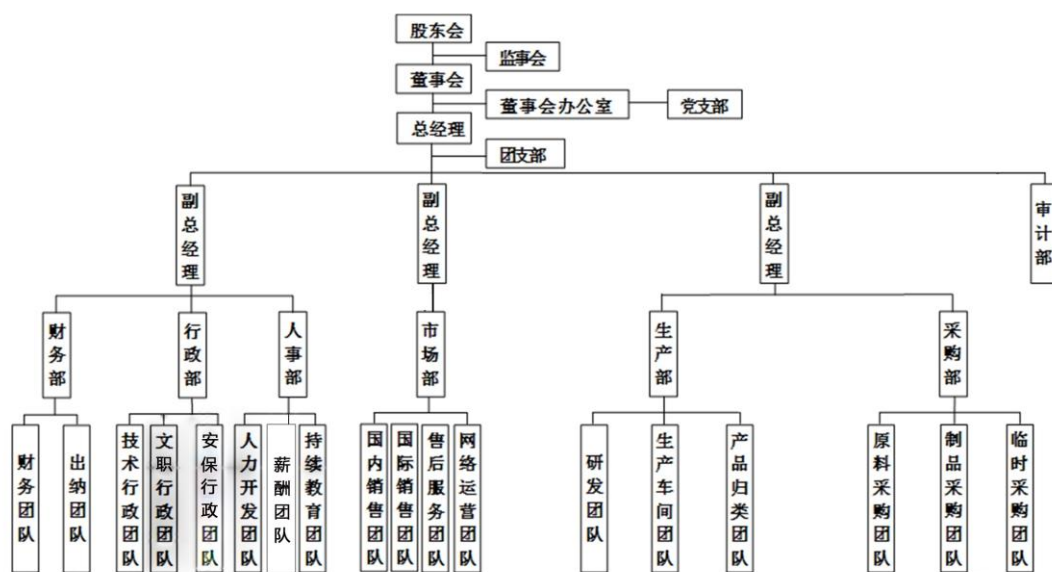 股东会
监事会
董事会
董事会办公室
党支部
总经理
团支部
副总经理
副总经理
副总经理
审计部
财务部
行政部
人事部
市场部
生产部
采购部
财务团队
出纳团队
技术行政团队
文职行政团队
安保行政团队
人力开发团队
薪酬团队
持续教育团队
国内销售团队
国际销售团队
售后服务团队
网络运营团队
研发团队
生产车间团队
产品归类团队
原料采购团队
制品采购团队
临时采购团队